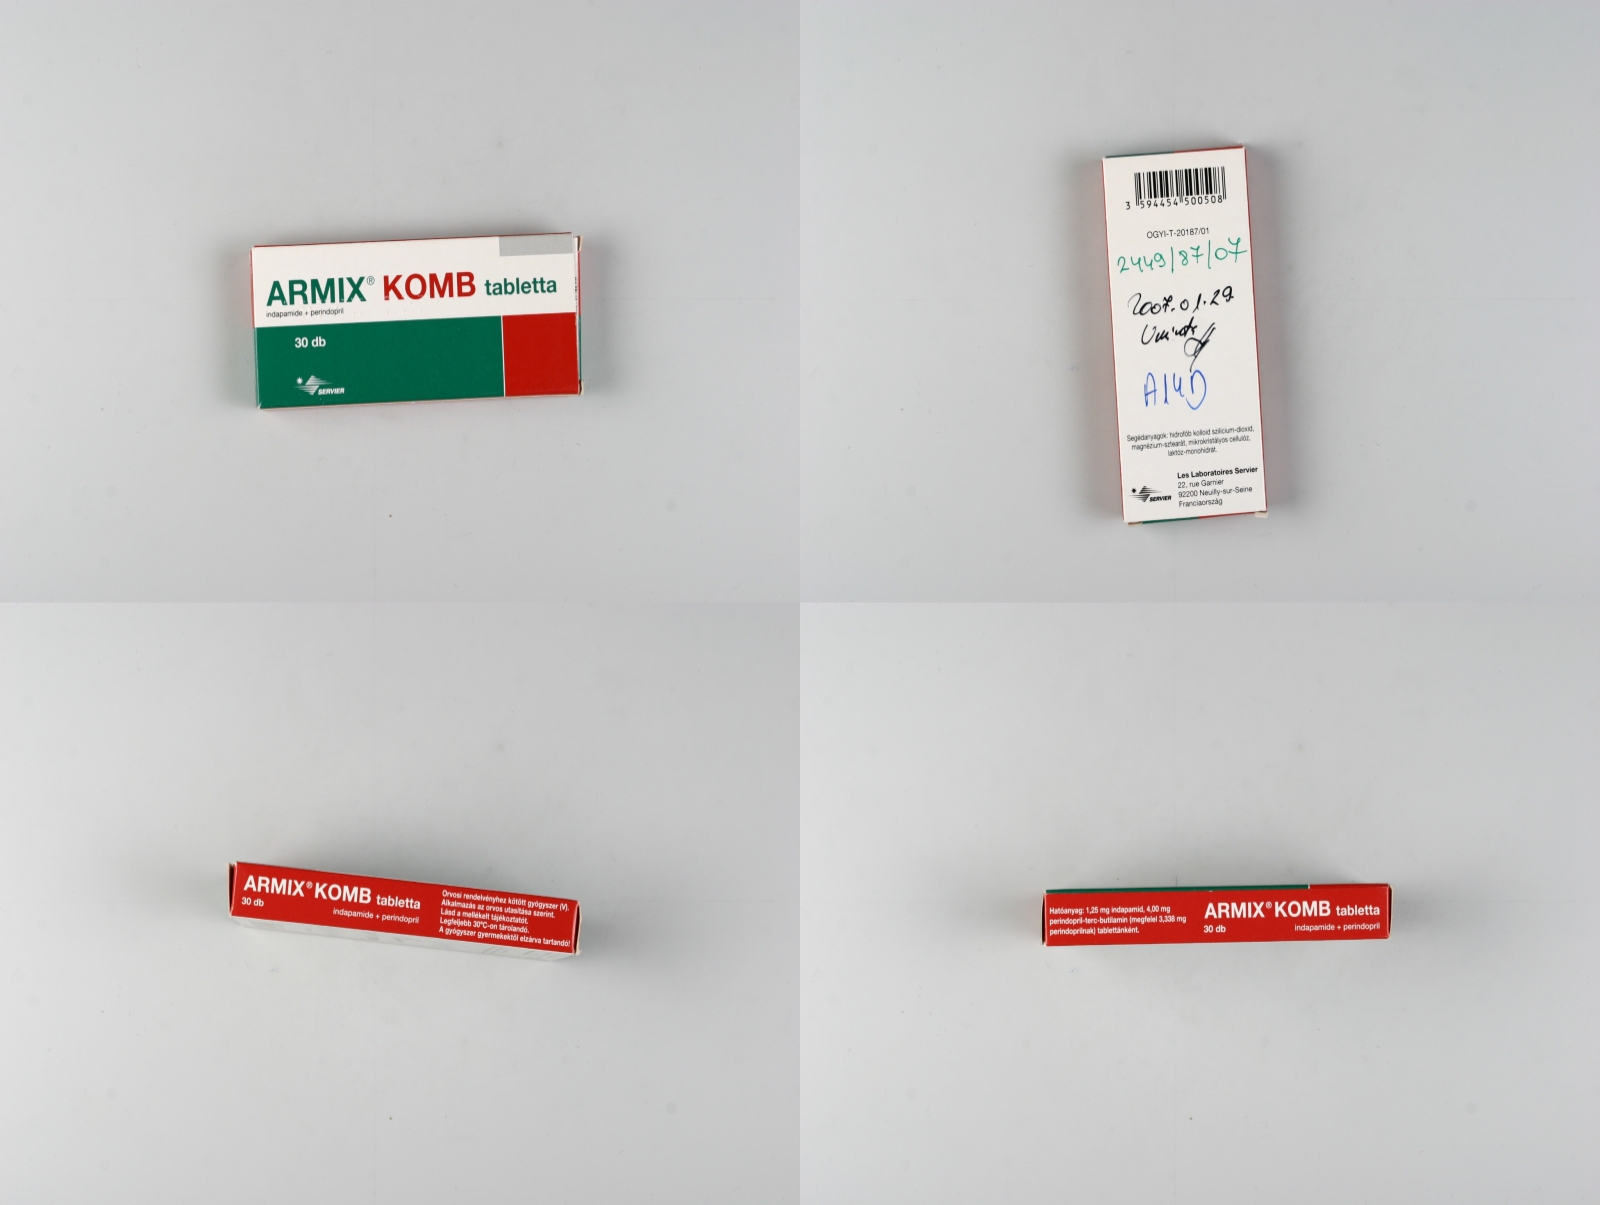 ARMIX® KOMB tabletta
indapamide + perindopril
30 db
SERVIER
3 594454 500508
OGYI-T-20187/01
2449/87/07
2007.01.29
A14D
Segédanyagok: hidrofób kolloid szilícium-dioxid,
magnézium-sztearát, mikrokristályos cellulóz,
laktóz-monohidrát.
SERVIER
Les Laboratoires Servier
22, rue Garnier
92200 Neuilly-sur-Seine
Franciaország
ARMIX® KOMB tabletta
30 db
indapamide + perindopril
Orvosi rendelvényhez kötött gyógyszer (V).
Alkalmazás az orvos utasítása szerint.
Lásd a mellékelt tájékoztatót.
Legfeljebb 30°C-on tárolandó.
A gyógyszer gyermekektől elzárva tartandó!
Hatóanyag: 1,25 mg indapamid, 4,00 mg
perindopril-terc-butilamin (megfelel 3,338 mg
perindoprilnak) tablettánként.
ARMIX® KOMB tabletta
30 db
indapamide + perindopril